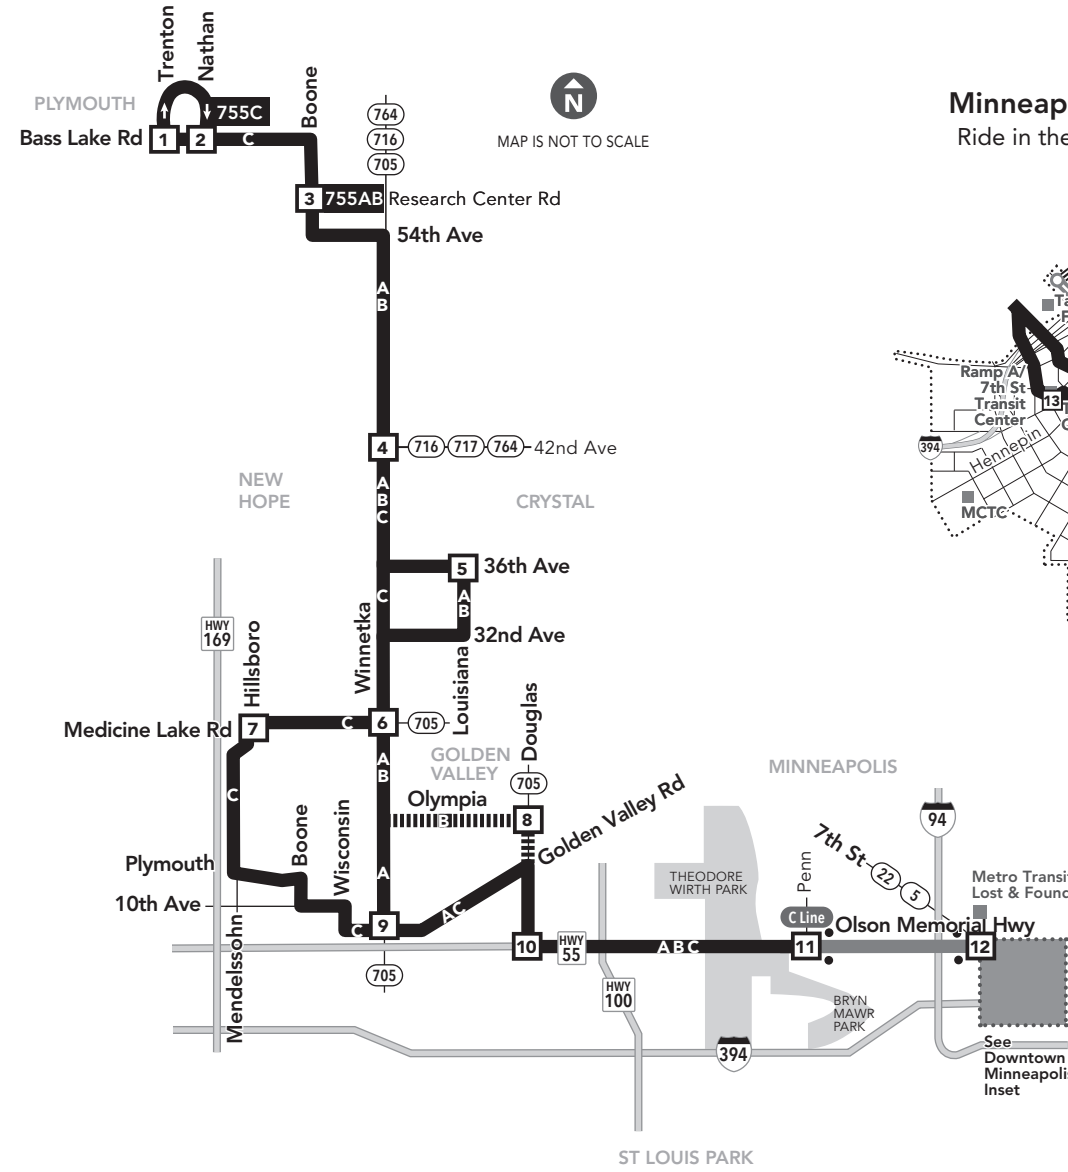 Trenton
Nathan
Boone
PLYMOUTH
755C
Bass Lake Rd
1
2
C
764
716
705
N
MAP IS NOT TO SCALE
Minneap
Ride in the
3
755AB
Research Center Rd
54th Ave
A
B
4
716
717
764
42nd Ave
A
B
C
NEW
HOPE
CRYSTAL
5
36th Ave
C
A
B
32nd Ave
HWY
169
Hillsboro
Winnetka
Louisiana
Medicine Lake Rd
7
C
6
705
Douglas
GOLDEN
VALLEY
A
B
705
C
Olympia
B
8
Golden Valley Rd
Plymouth
Boone
Wisconsin
A
10th Ave
C
9
AC
705
Mendelssohn
10
HWY
55
A B C
HWY
100
THEODORE
WIRTH PARK
MINNEAPOLIS
94
7th St
22
5
Penn
C Line
Olson Memorial Hwy
11
12
Metro Transit
Lost & Found
BRYN
MAWR
PARK
394
See
Downtown
Minneapolis
Inset
ST LOUIS PARK
Ta
F
Ramp A/
7th St
Transit
Center
13
T
G
394
Hennepin
MCTC